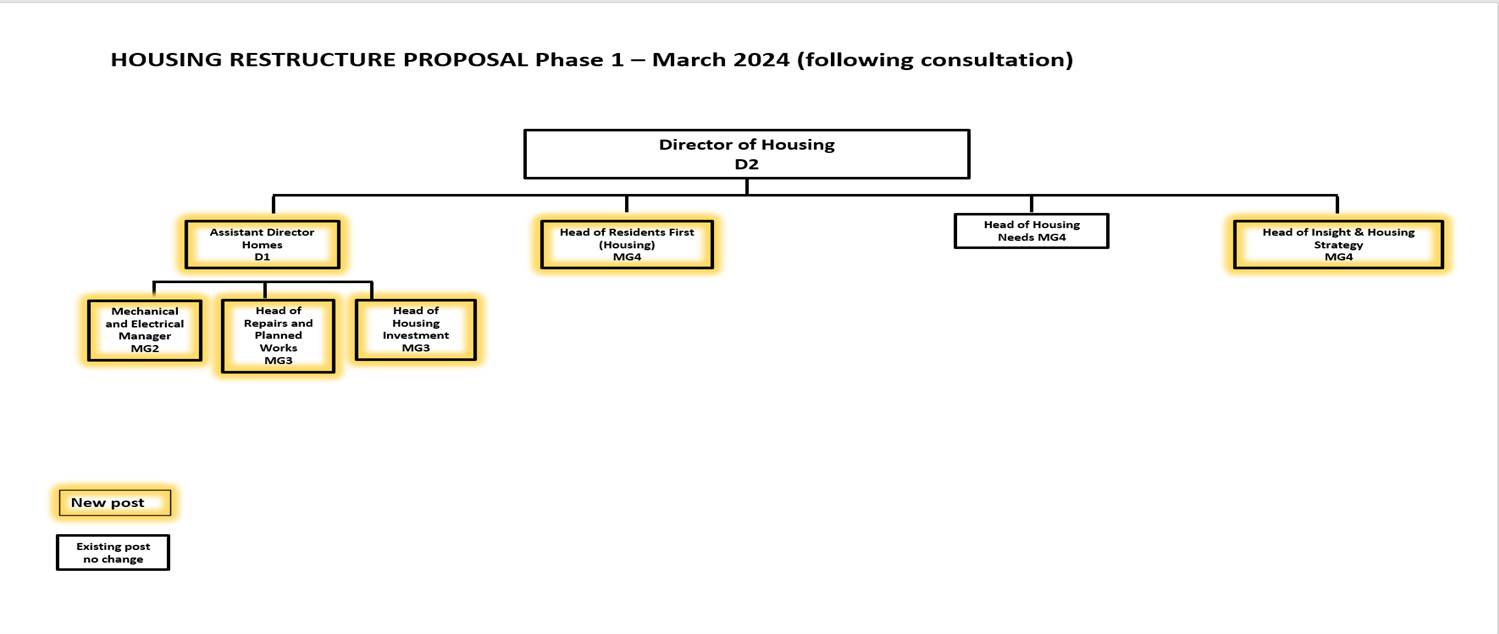 HOUSING RESTRUCTURE PROPOSAL Phase 1 – March 2024 (following consultation)
Director of Housing
D2
Assistant Director
Homes
D1
Head of Residents First
(Housing)
MG4
Head of Housing
Needs MG4
Head of Insight & Housing
Strategy
MG4
Mechanical
and Electrical
Manager
MG2
Head of
Repairs and
Planned
Works
MG3
Head of
Housing
Investment
MG3
New post
Existing post
no change